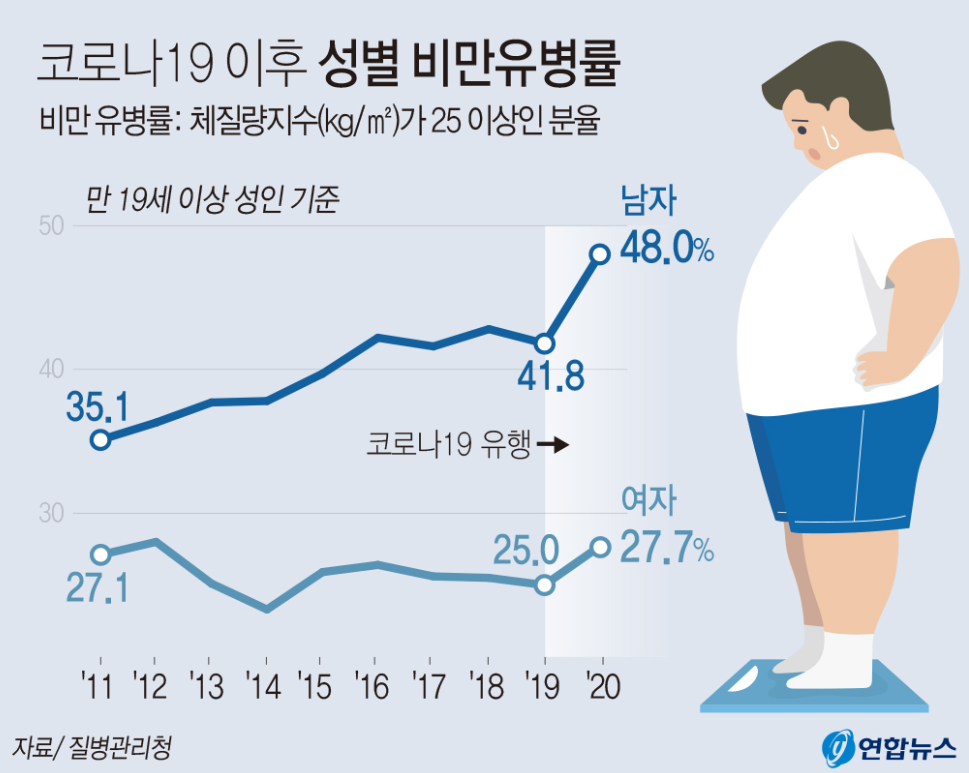 코로나19 이후 성별 비만유병률
비만 유병률: 체질량지수(kg/㎡)가 25 이상인 분율
만 19세 이상 성인 기준
50
남자
48.0%
40
41.8
35.1
코로나19 유행 →
30
여자
27.7%
25.0
27.1
'11 '12 '13 '14 '15 '16 '17 '18 '19 '20
자료/ 질병관리청
연합뉴스